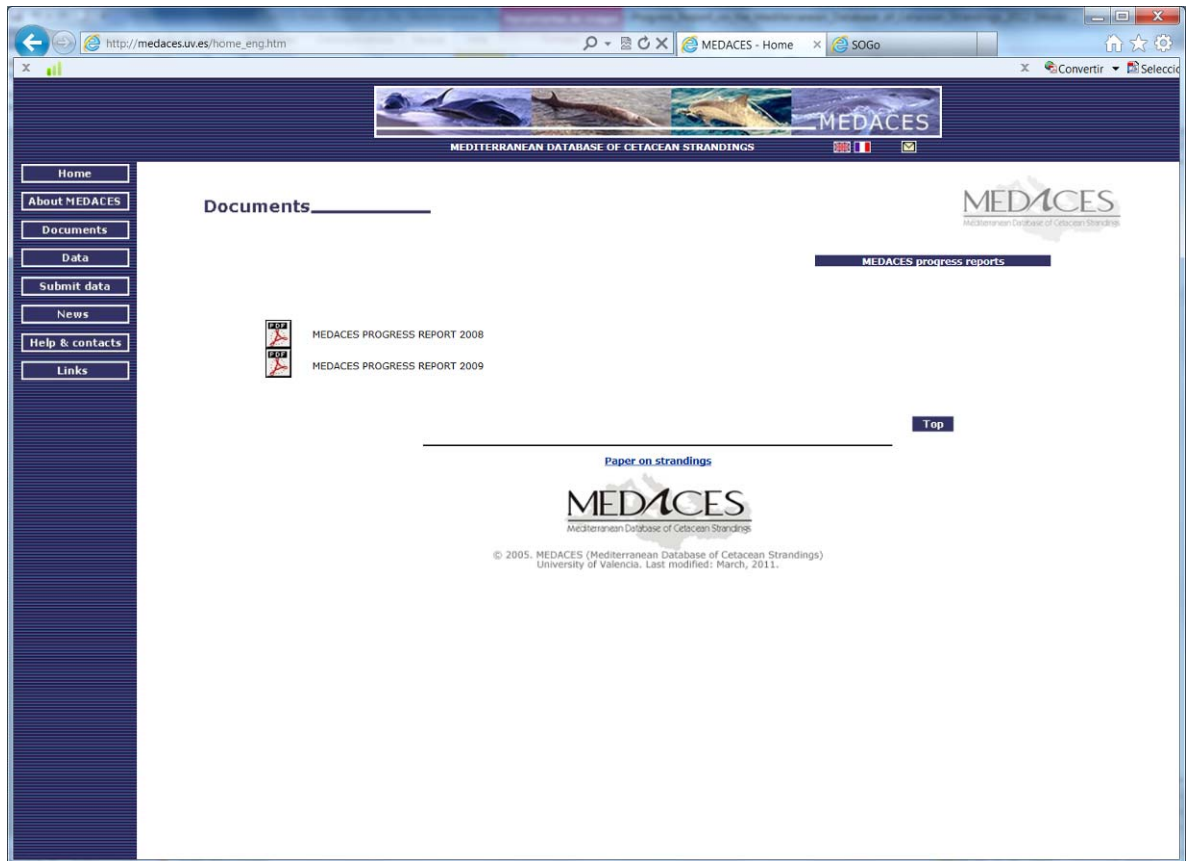 http://medaces.uv.es/home_eng.htm
MEDACES - Home
SOGo
x
x Convertir Selecció
MEDACES
MEDITERRANEAN DATABASE OF CETACEAN STRANDINGS
Home
About MEDACES
Documents
Data
Submit data
News
Help & contacts
Links
Documents
MEDACES
Mediterranean Database of Cetacean Strandings
MEDACES progress reports
PDF
MEDACES PROGRESS REPORT 2008
PDF
MEDACES PROGRESS REPORT 2009
Top
Paper on strandings
MEDACES
Mediterranean Database of Cetacean Strandings
© 2005. MEDACES (Mediterranean Database of Cetacean Strandings)
University of Valencia. Last modified: March, 2011.